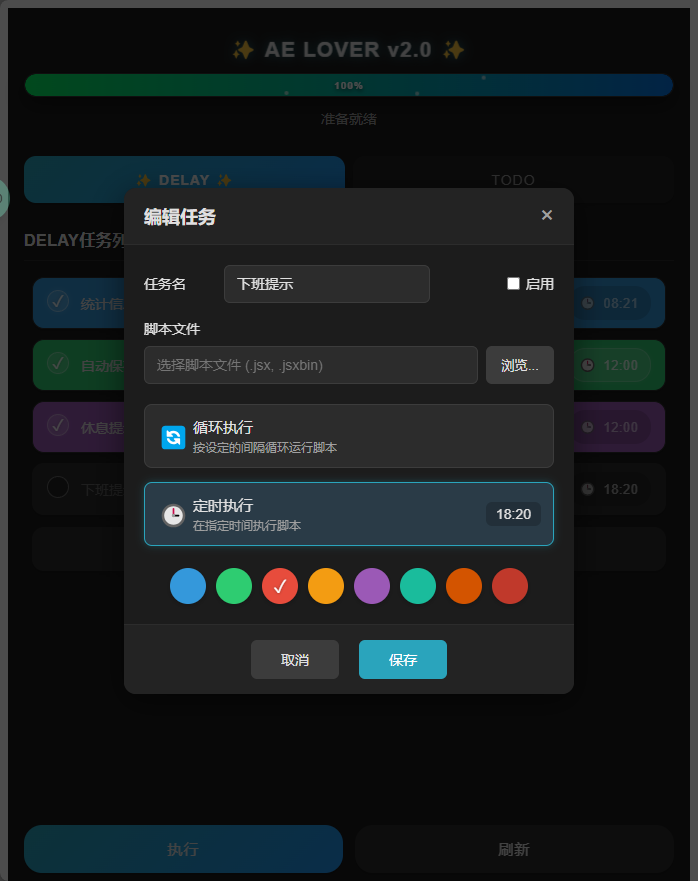 ✨ AE LOVER v2.0 ✨
100%
准备就绪
✨ DELAY ✨
TODO
DELAY任务列
编辑任务
×
任务名
下班提示
启用
脚本文件
选择脚本文件 (.jsx, .jsxbin)
浏览...
循环执行
按设定的间隔循环运行脚本
定时执行
在指定时间执行脚本
18:20
取消
保存
统计信
08:21
自动保
12:00
休息提
12:00
下班提
18:20
执行
刷新